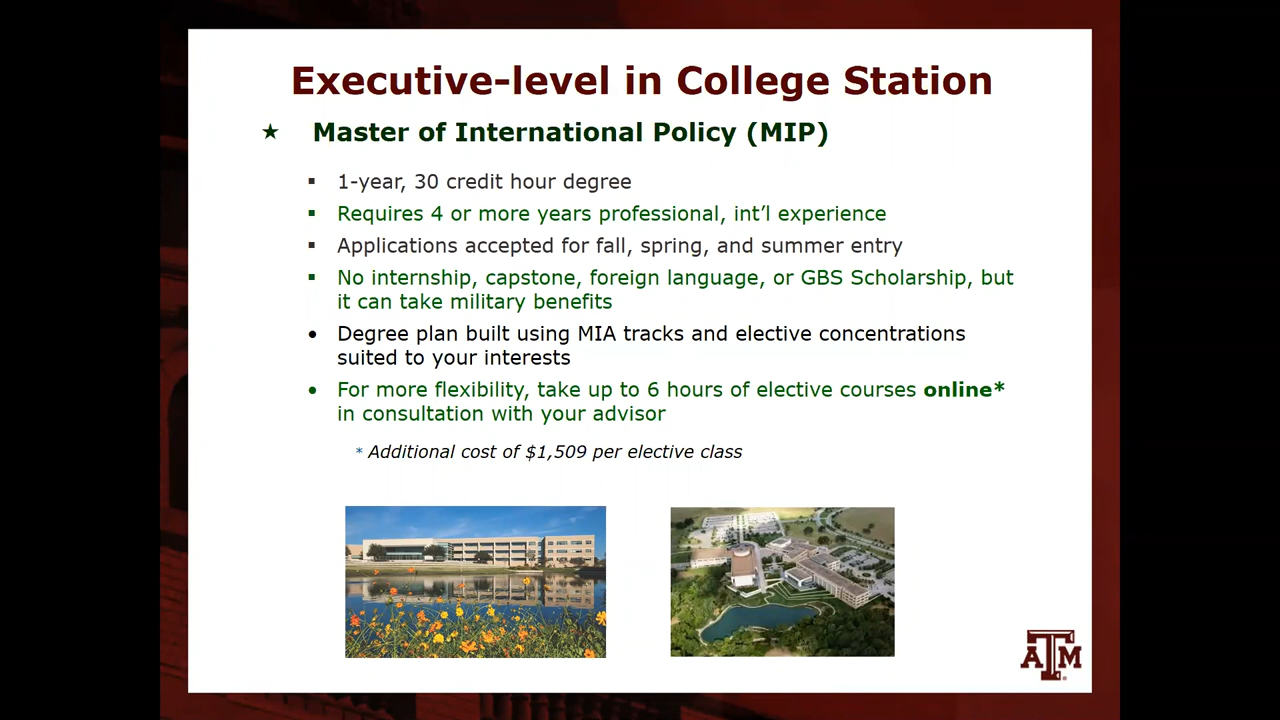 Executive-level in College Station
★ Master of International Policy (MIP)
▪ 1-year, 30 credit hour degree
▪ Requires 4 or more years professional, int’l experience
▪ Applications accepted for fall, spring, and summer entry
▪ No internship, capstone, foreign language, or GBS Scholarship, but
it can take military benefits
• Degree plan built using MIA tracks and elective concentrations
suited to your interests
• For more flexibility, take up to 6 hours of elective courses online*
in consultation with your advisor
* Additional cost of $1,509 per elective class
ATM